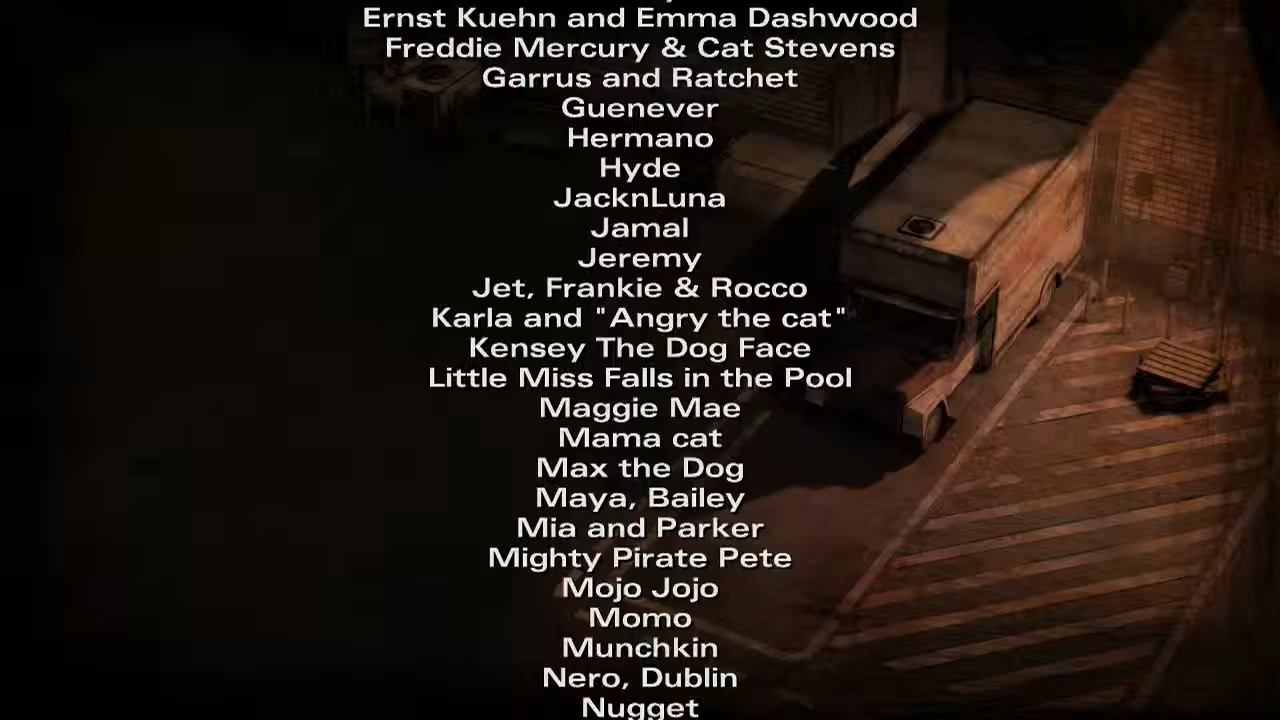 Ernst Kuehn and Emma Dashwood
Freddie Mercury & Cat Stevens
Garrus and Ratchet
Guenever
Hermano
Hyde
JacknLuna
Jamal
Jeremy
Jet, Frankie & Rocco
Karla and "Angry the cat"
Kensey The Dog Face
Little Miss Falls in the Pool
Maggie Mae
Mama cat
Max the Dog
Maya, Bailey
Mia and Parker
Mighty Pirate Pete
Mojo Jojo
Momo
Munchkin
Nero, Dublin
Nugget